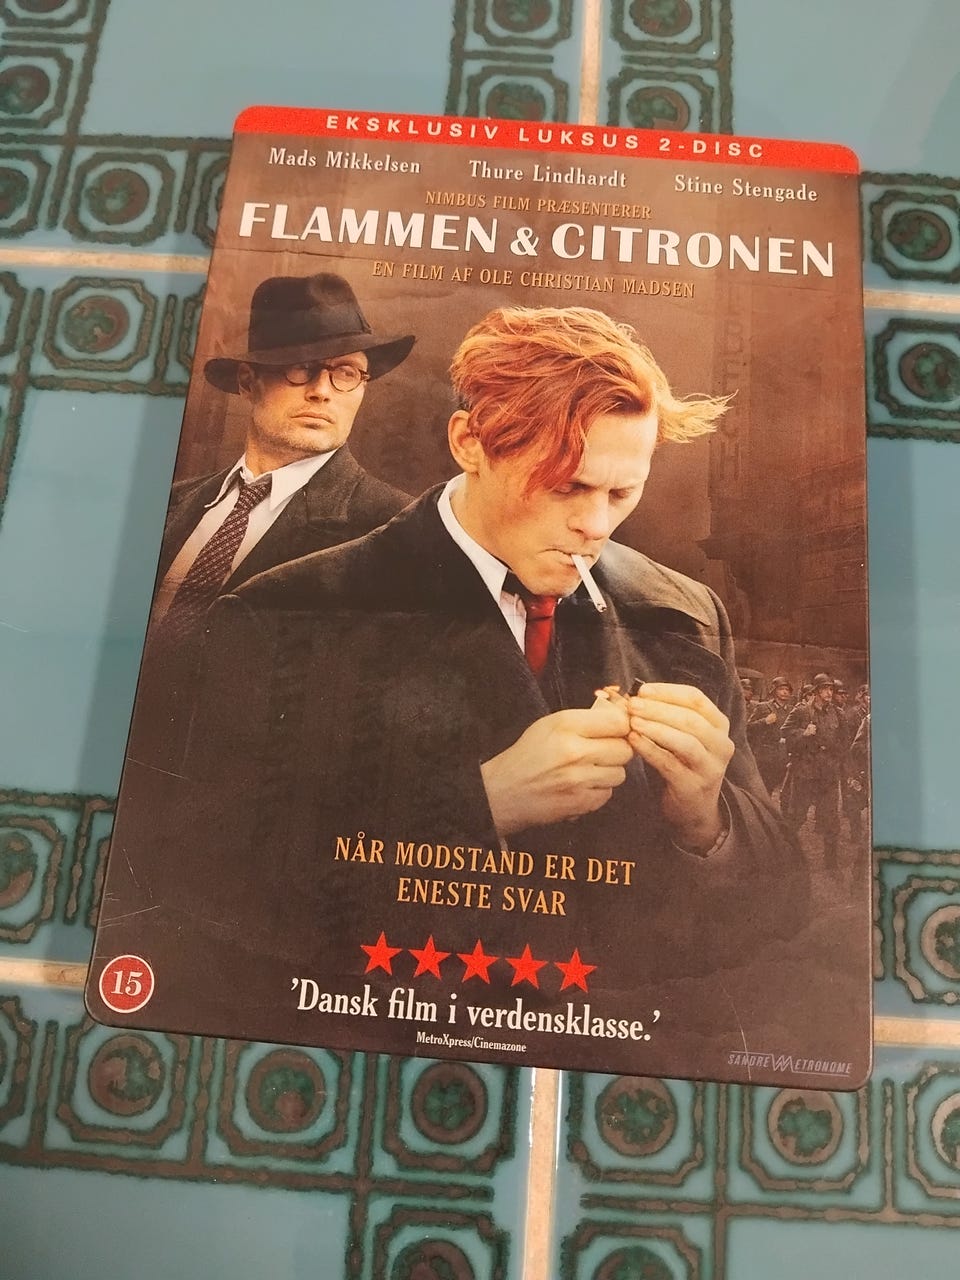 EKSKLUSIV LUKSUS 2-DISC
Mads Mikkelsen Thure Lindhardt Stine Stengade
NIMBUS FILM PRÆSENTERER
FLAMMEN & CITRONEN
EN FILM AF OLE CHRISTIAN MADSEN
NÅR MODSTAND ER DET
ENESTE SVAR
'Dansk film i verdensklasse.'
MetroXpress/Cinemazone
15
SANDREW METRONOME